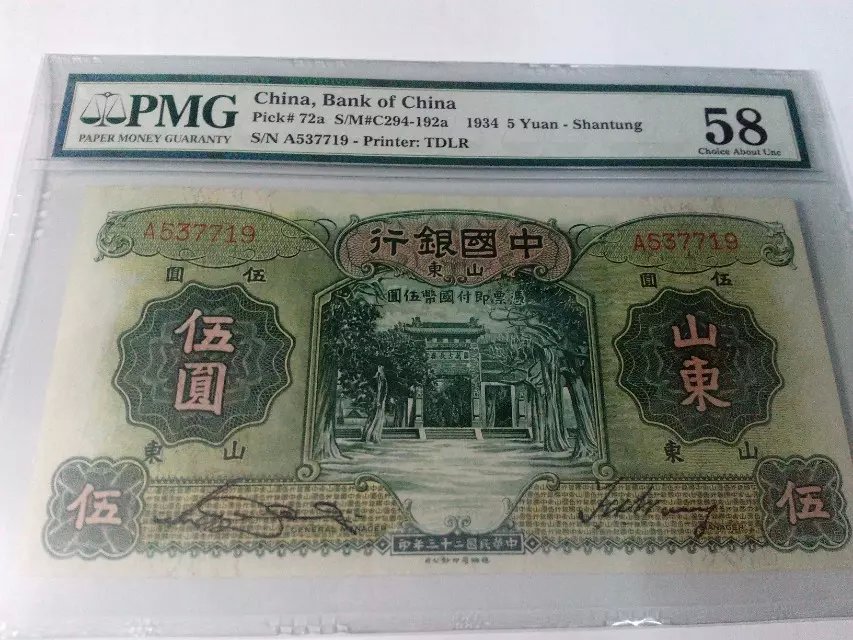 PMG
PAPER MONEY GUARANTY
China, Bank of China
Pick# 72a S/M#C294-192a 1934 5 Yuan - Shantung
S/N A537719 - Printer: TDLR
58
Choice About Unc
A537719
行銀國中
東山
A537719
圓 伍
憑票即付國幣伍圓
圓 伍
伍圓
山東
東 山
東 山
伍
GENERAL MANAGER
MANAGER
伍
中華民國二十三年印